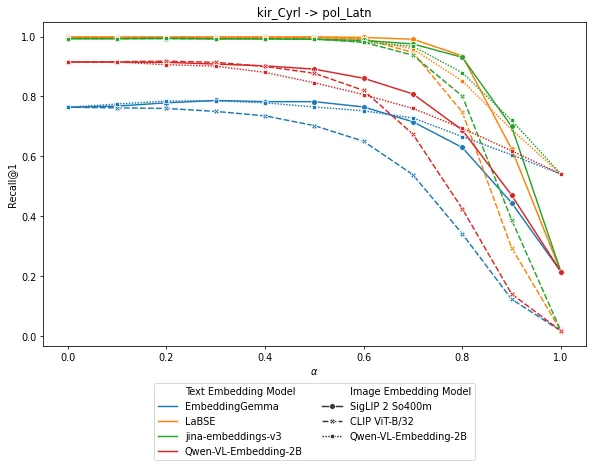 kir_Cyrl -> pol_Latn
Recall@1
1.0
0.8
0.6
0.4
0.2
0.0
0.0 0.2 0.4 0.6 0.8 1.0
α
Text Embedding Model
EmbeddingGemma
LaBSE
jina-embeddings-v3
Qwen-VL-Embedding-2B
Image Embedding Model
SigLIP 2 So400m
CLIP ViT-B/32
Qwen-VL-Embedding-2B